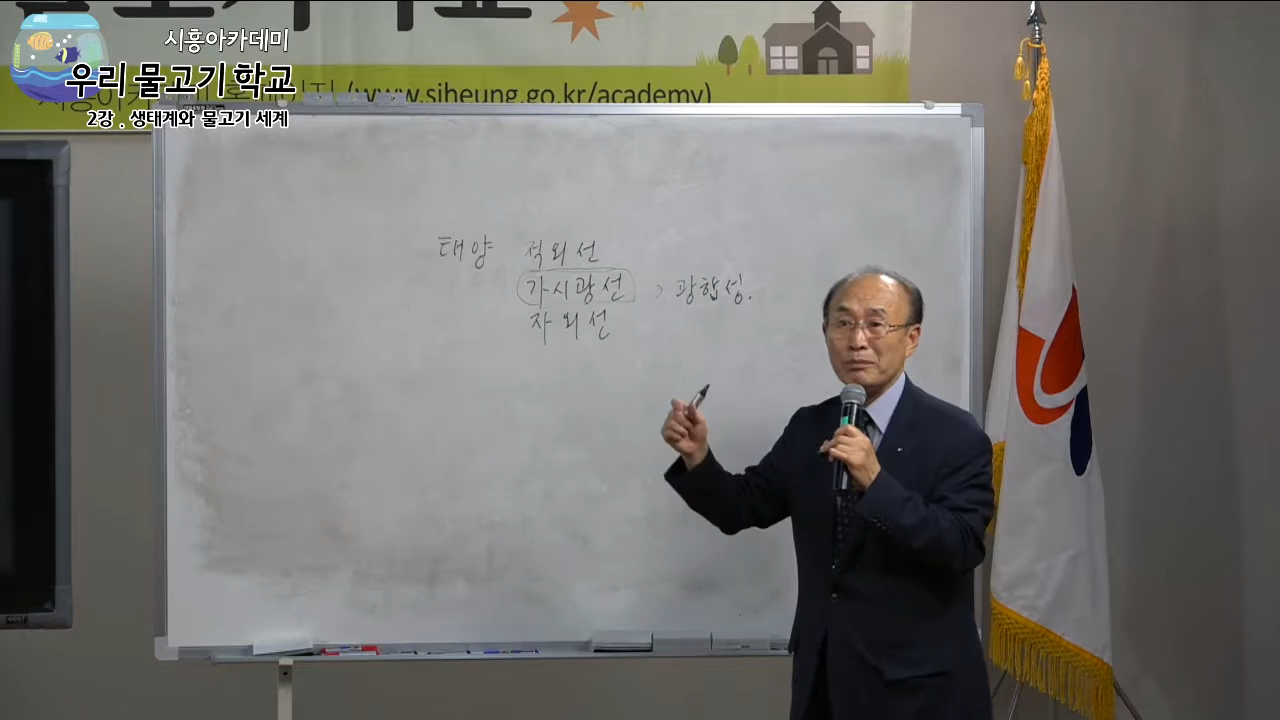 시흥아카데미
우리 물고기 학교
2강 . 생태계와 물고기 세계
(www.siheung.go.kr/academy)
태양 적외선
가시광선 > 광합성.
자외선